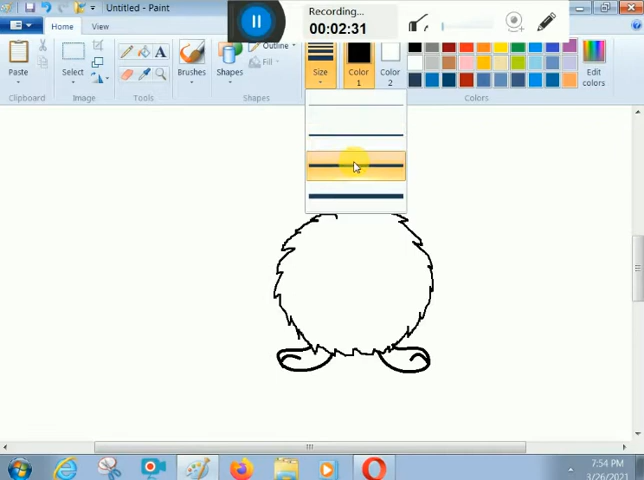 Untitled - Paint
Recording...
00:02:31
Home
View
Paste
Select
Brushes
Shapes
Outline
Fill
Size
Color
1
Color
2
Edit
colors
Clipboard
Image
Tools
Shapes
Colors
7:54 PM
3/26/2021